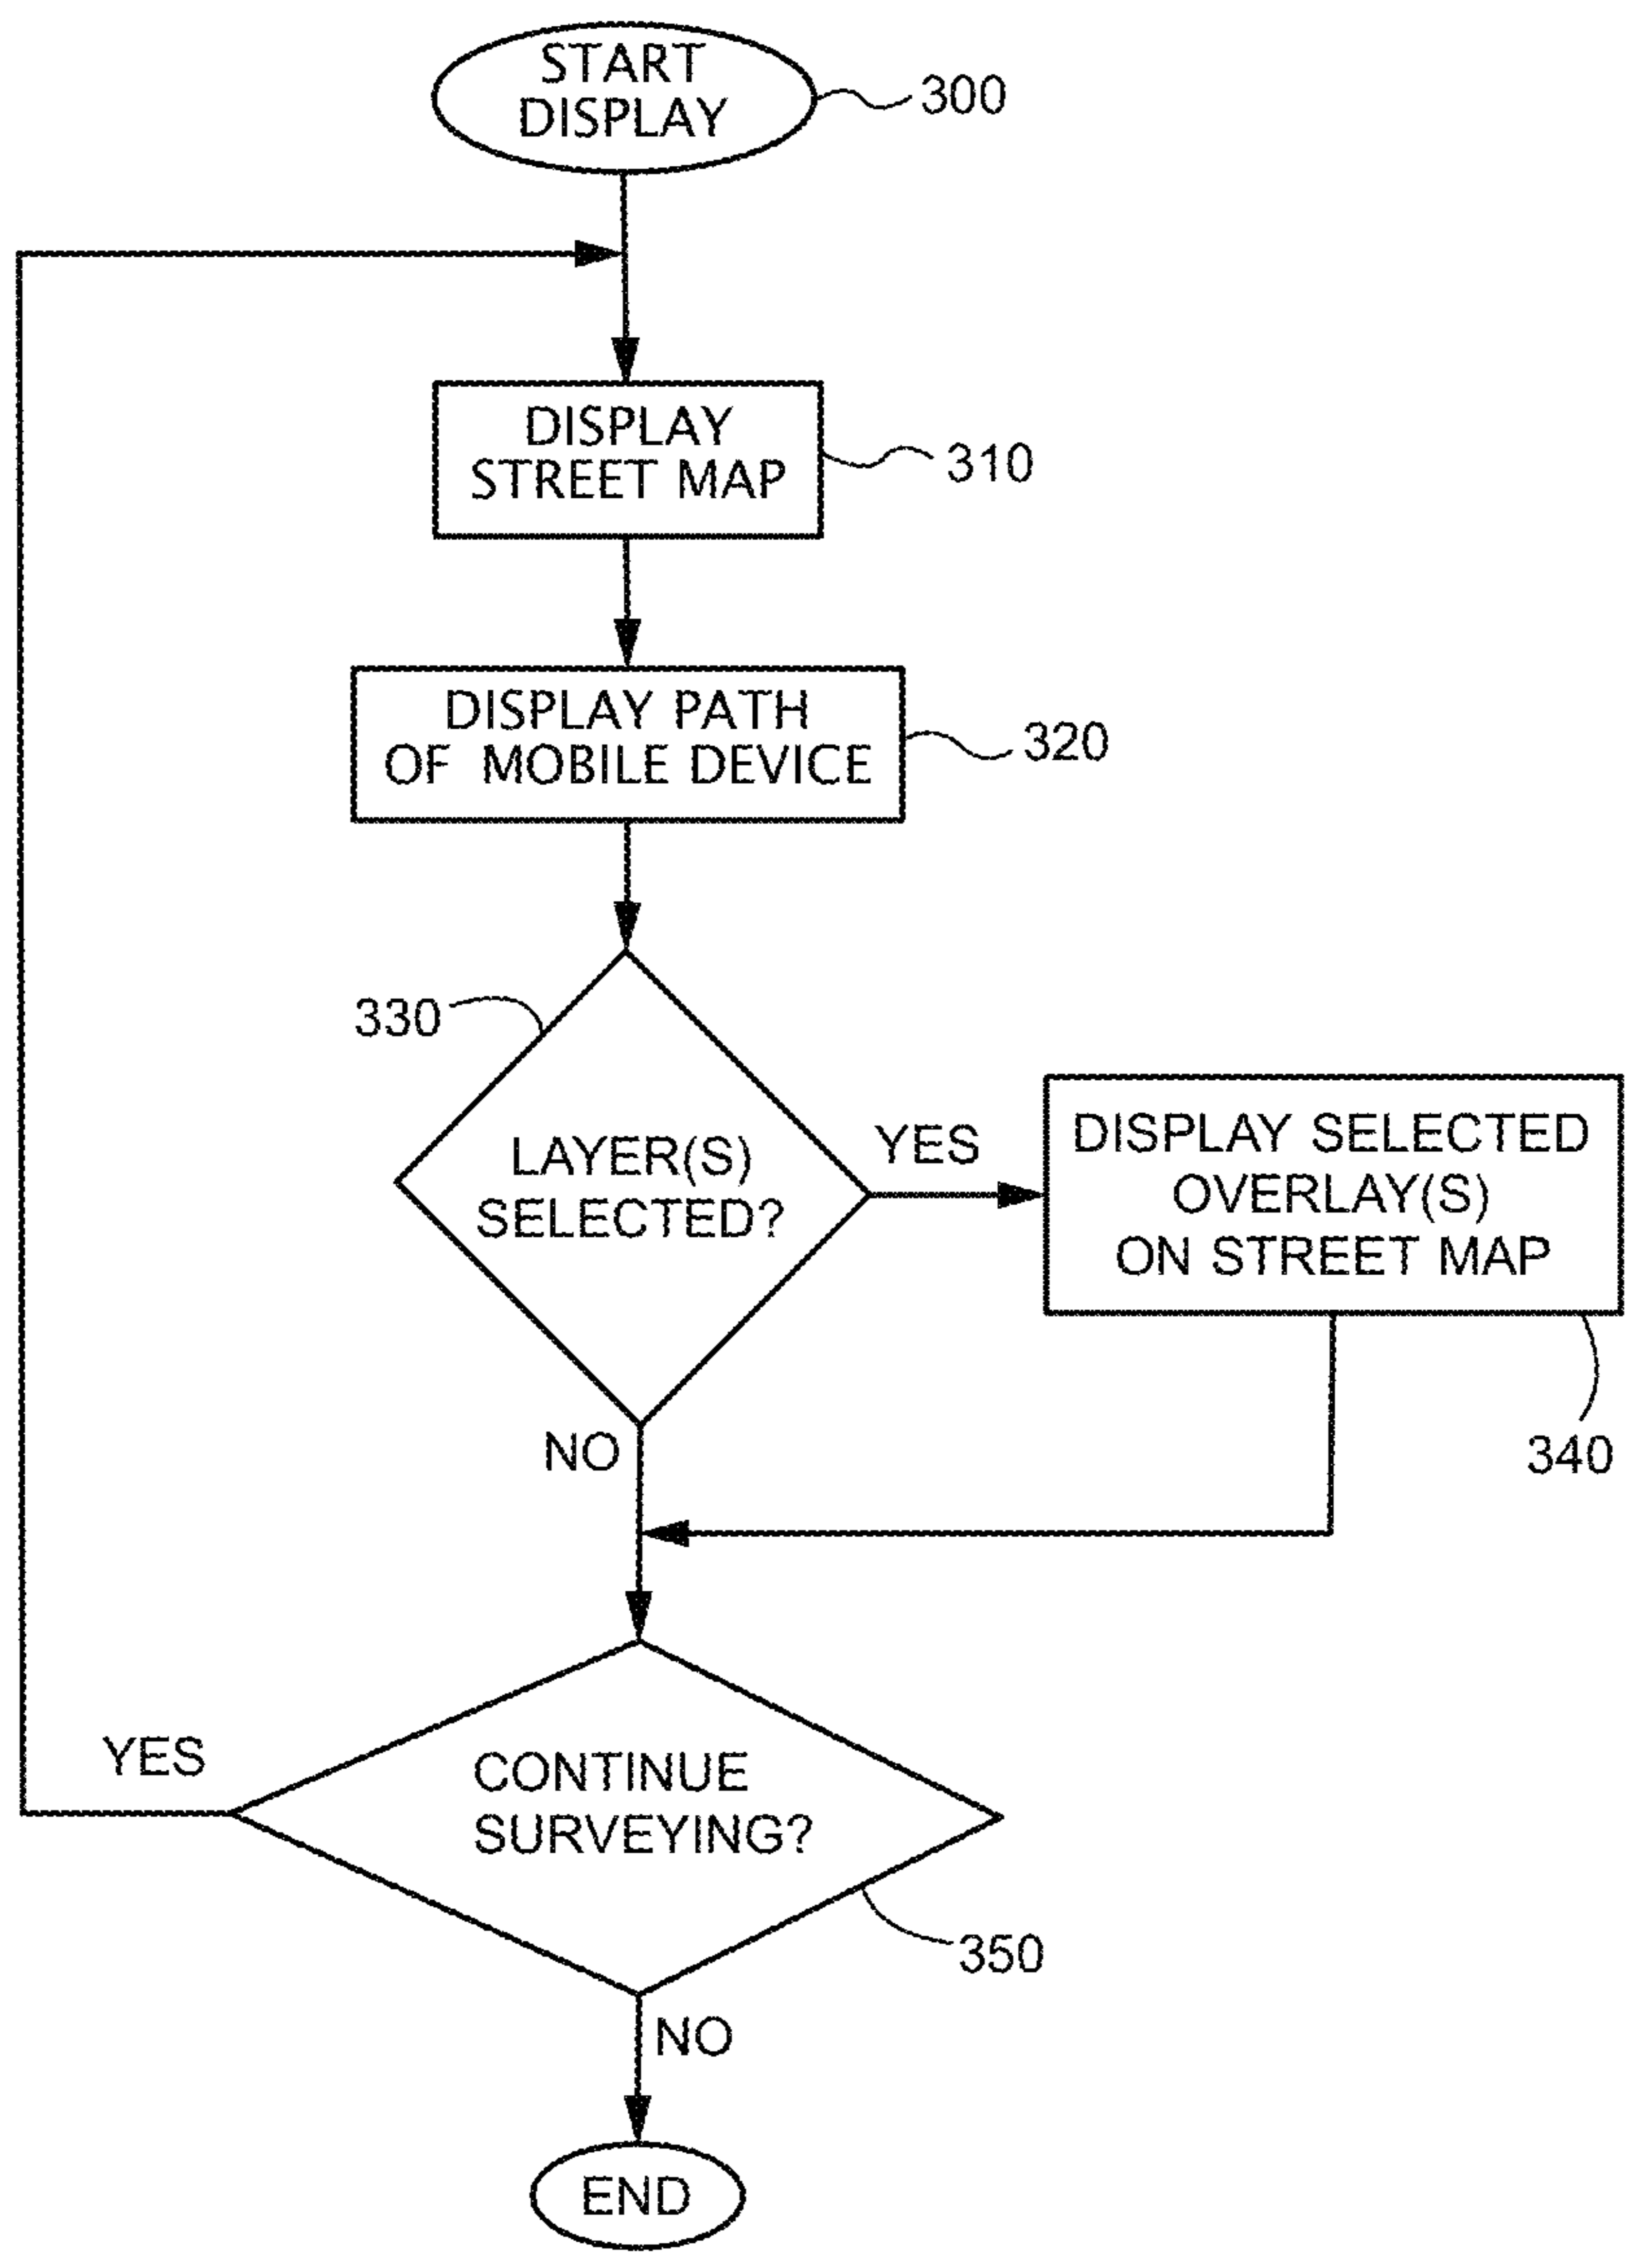 START
DISPLAY
300
DISPLAY
STREET MAP
310
DISPLAY PATH
OF MOBILE DEVICE
320
330
LAYER(S)
SELECTED?
YES
DISPLAY SELECTED
OVERLAY(S)
ON STREET MAP
340
NO
YES
CONTINUE
SURVEYING?
350
NO
END